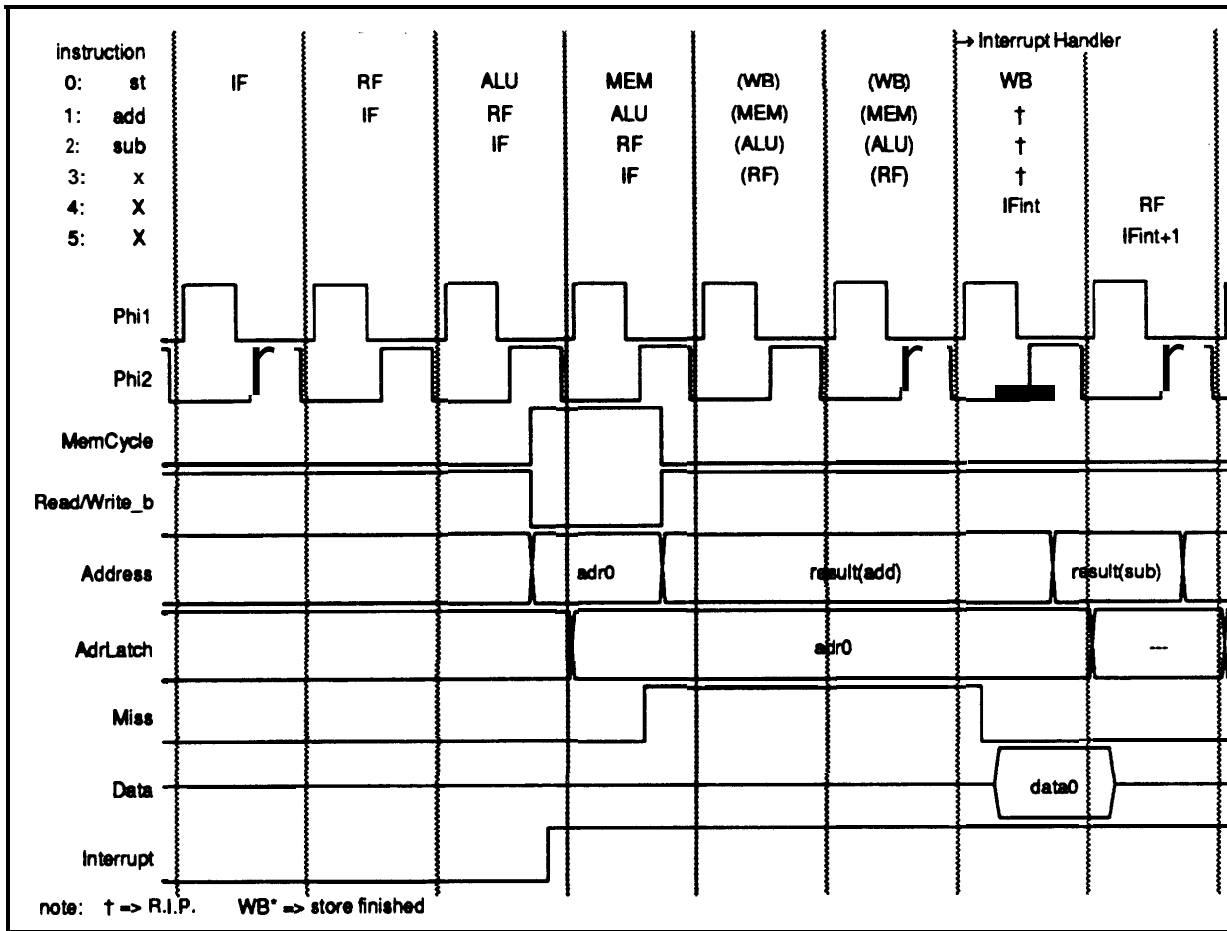 instruction → Interrupt Handler
0: st IF RF ALU MEM (WB) (WB) WB
1: add IF RF ALU (MEM) (MEM) †
2: sub IF RF (ALU) (ALU) †
3: x IF (RF) (RF) †
4: X IFint RF
5: X IFint+1
Phi1
Phi2
MemCycle
Read/Write_b
Address adr0 result(add) result(sub)
AdrLatch adr0 ---
Miss
Data data0
Interrupt
note: † => R.I.P. WB* => store finished